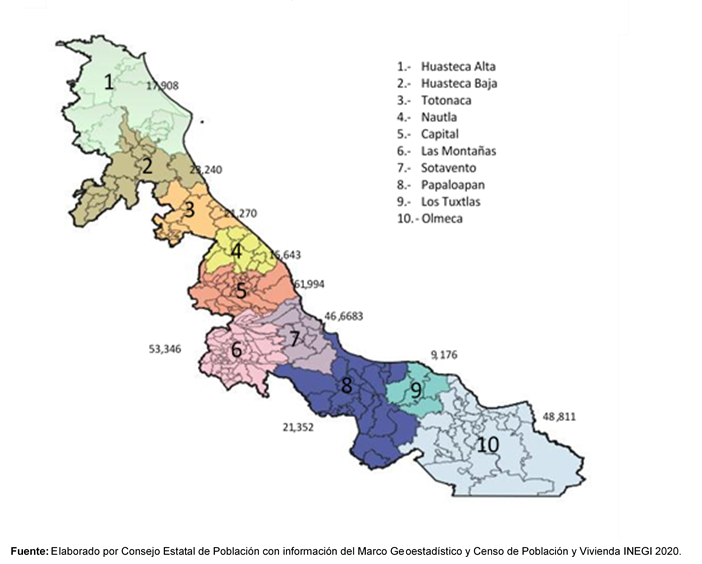 1.- Huasteca Alta
2.- Huasteca Baja
3.- Totonaca
4.- Nautla
5.- Capital
6.- Las Montañas
7.- Sotavento
8.- Papaloapan
9.- Los Tuxtlas
10.- Olmeca
1
17,908
2
23,240
3
21,270
4
15,643
5
61,994
46,6683
7
53,346
6
9,176
8
9
21,352
48,811
10
Fuente: Elaborado por Consejo Estatal de Población con información del Marco Geoestadístico y Censo de Población y Vivienda INEGI 2020.